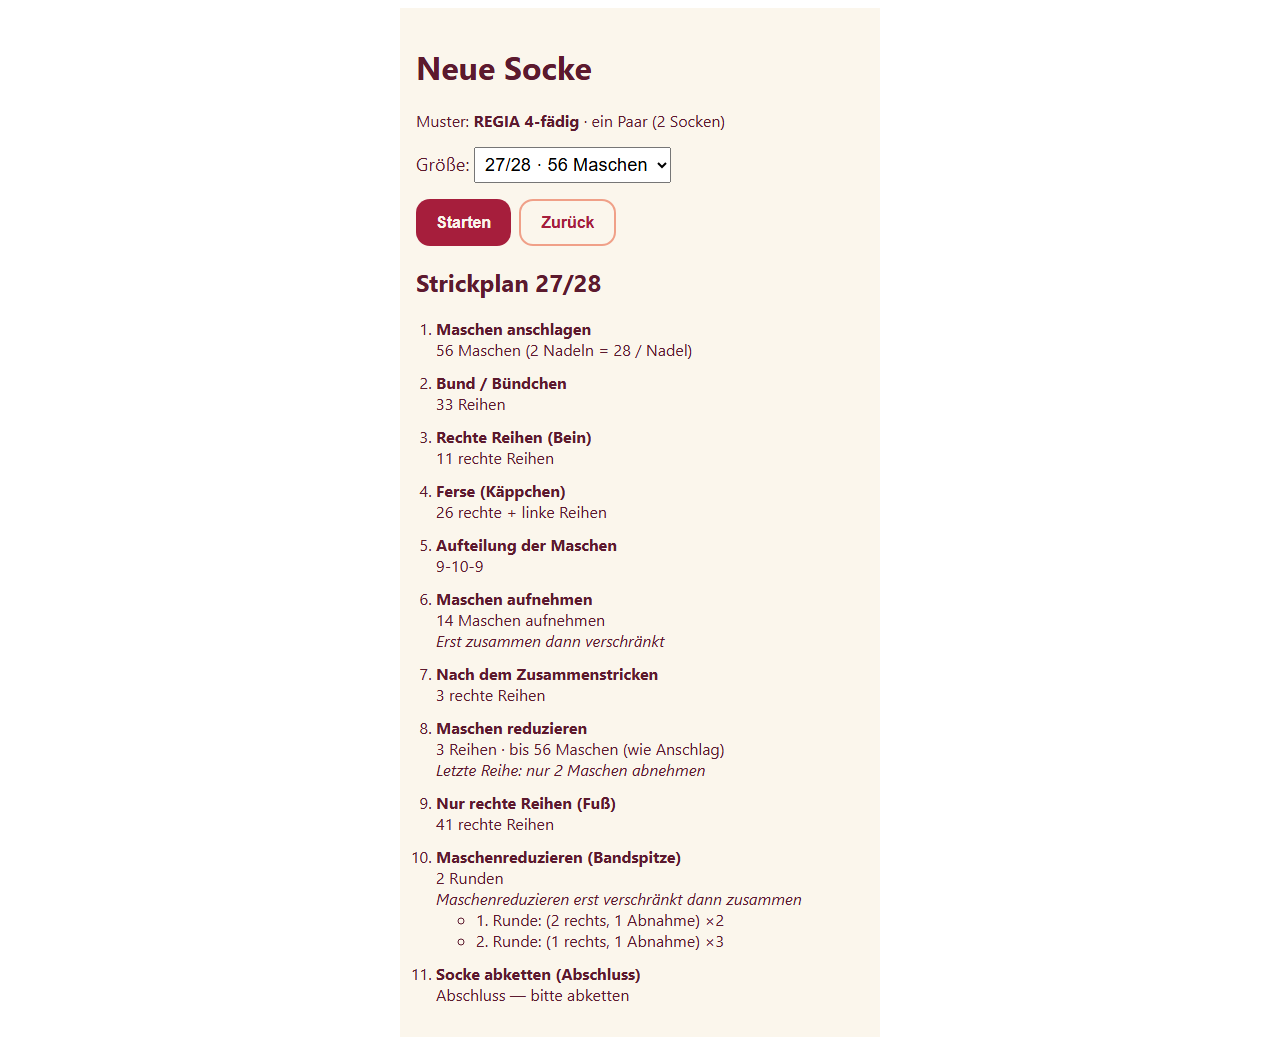 Neue Socke
Muster: REGIA 4-fädig · ein Paar (2 Socken)
Größe: 27/28 · 56 Maschen
Starten Zurück
Strickplan 27/28
1. Maschen anschlagen
56 Maschen (2 Nadeln = 28 / Nadel)
2. Bund / Bündchen
33 Reihen
3. Rechte Reihen (Bein)
11 rechte Reihen
4. Ferse (Käppchen)
26 rechte + linke Reihen
5. Aufteilung der Maschen
9-10-9
6. Maschen aufnehmen
14 Maschen aufnehmen
Erst zusammen dann verschränkt
7. Nach dem Zusammenstricken
3 rechte Reihen
8. Maschen reduzieren
3 Reihen · bis 56 Maschen (wie Anschlag)
Letzte Reihe: nur 2 Maschen abnehmen
9. Nur rechte Reihen (Fuß)
41 rechte Reihen
10. Maschenreduzieren (Bandspitze)
2 Runden
Maschenreduzieren erst verschränkt dann zusammen
1. Runde: (2 rechts, 1 Abnahme) ×2
2. Runde: (1 rechts, 1 Abnahme) ×3
11. Socke abketten (Abschluss)
Abschluss — bitte abketten